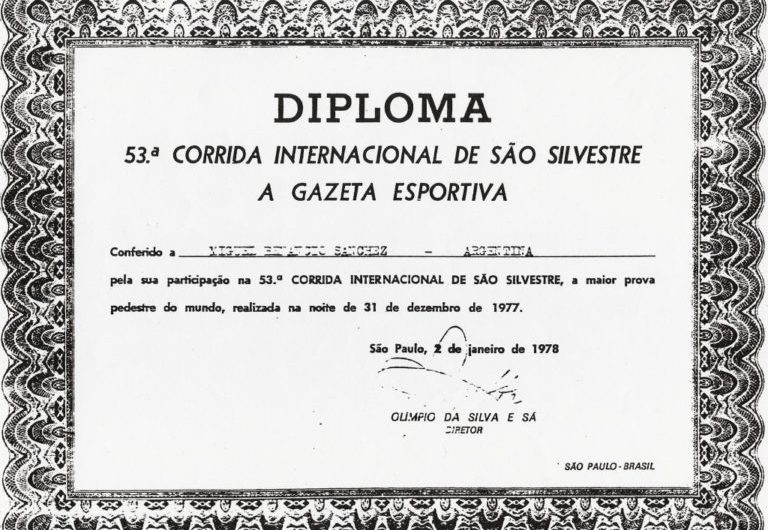 DIPLOMA
53.ª CORRIDA INTERNACIONAL DE SÃO SILVESTRE
A GAZETA ESPORTIVA
Conferido a MIGUEL BENANCIO SANCHEZ - ARGENTINA
pela sua participação na 53.ª CORRIDA INTERNACIONAL DE SÃO SILVESTRE, a maior prova
pedestre do mundo, realizada na noite de 31 de dezembro de 1977.
São Paulo, 2 de janeiro de 1978
OLIMPIO DA SILVA E SÁ
DIRETOR
SÃO PAULO - BRASIL